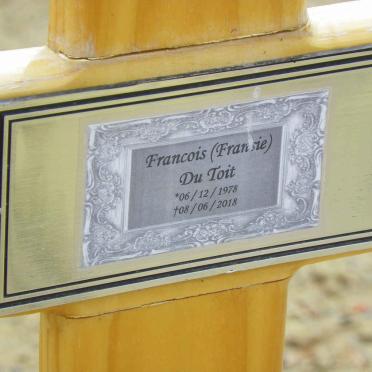 Francois (Fransie)
Du Toit
*06 / 12 / 1978
†08 / 06 / 2018